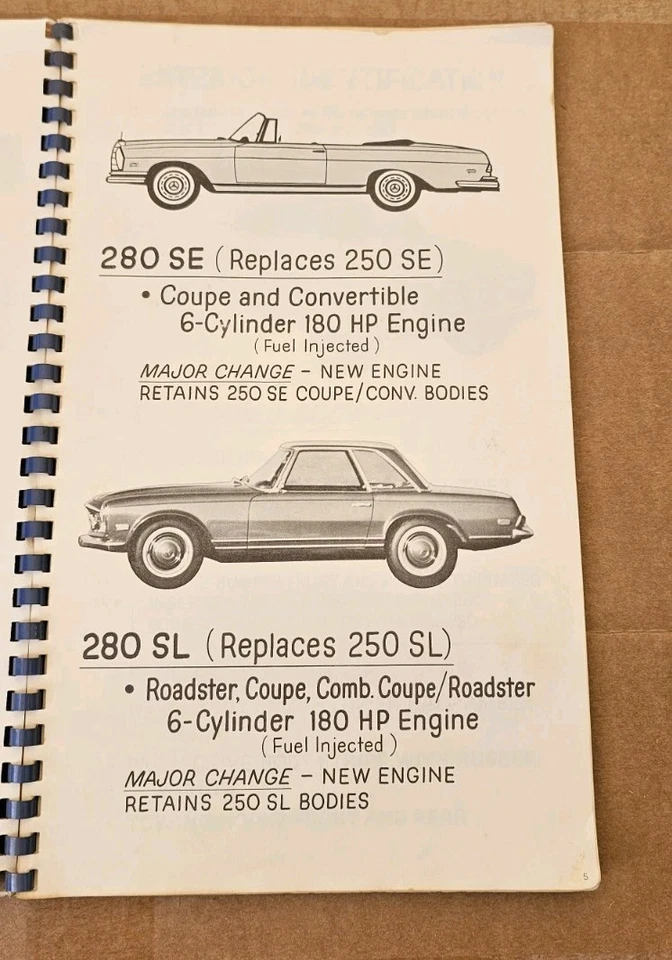 280 SE (Replaces 250 SE)
• Coupe and Convertible
6-Cylinder 180 HP Engine
(Fuel Injected)
MAJOR CHANGE – NEW ENGINE
RETAINS 250 SE COUPE/CONV. BODIES
280 SL (Replaces 250 SL)
• Roadster, Coupe, Comb. Coupe/Roadster
6-Cylinder 180 HP Engine
(Fuel Injected)
MAJOR CHANGE – NEW ENGINE
RETAINS 250 SL BODIES
5